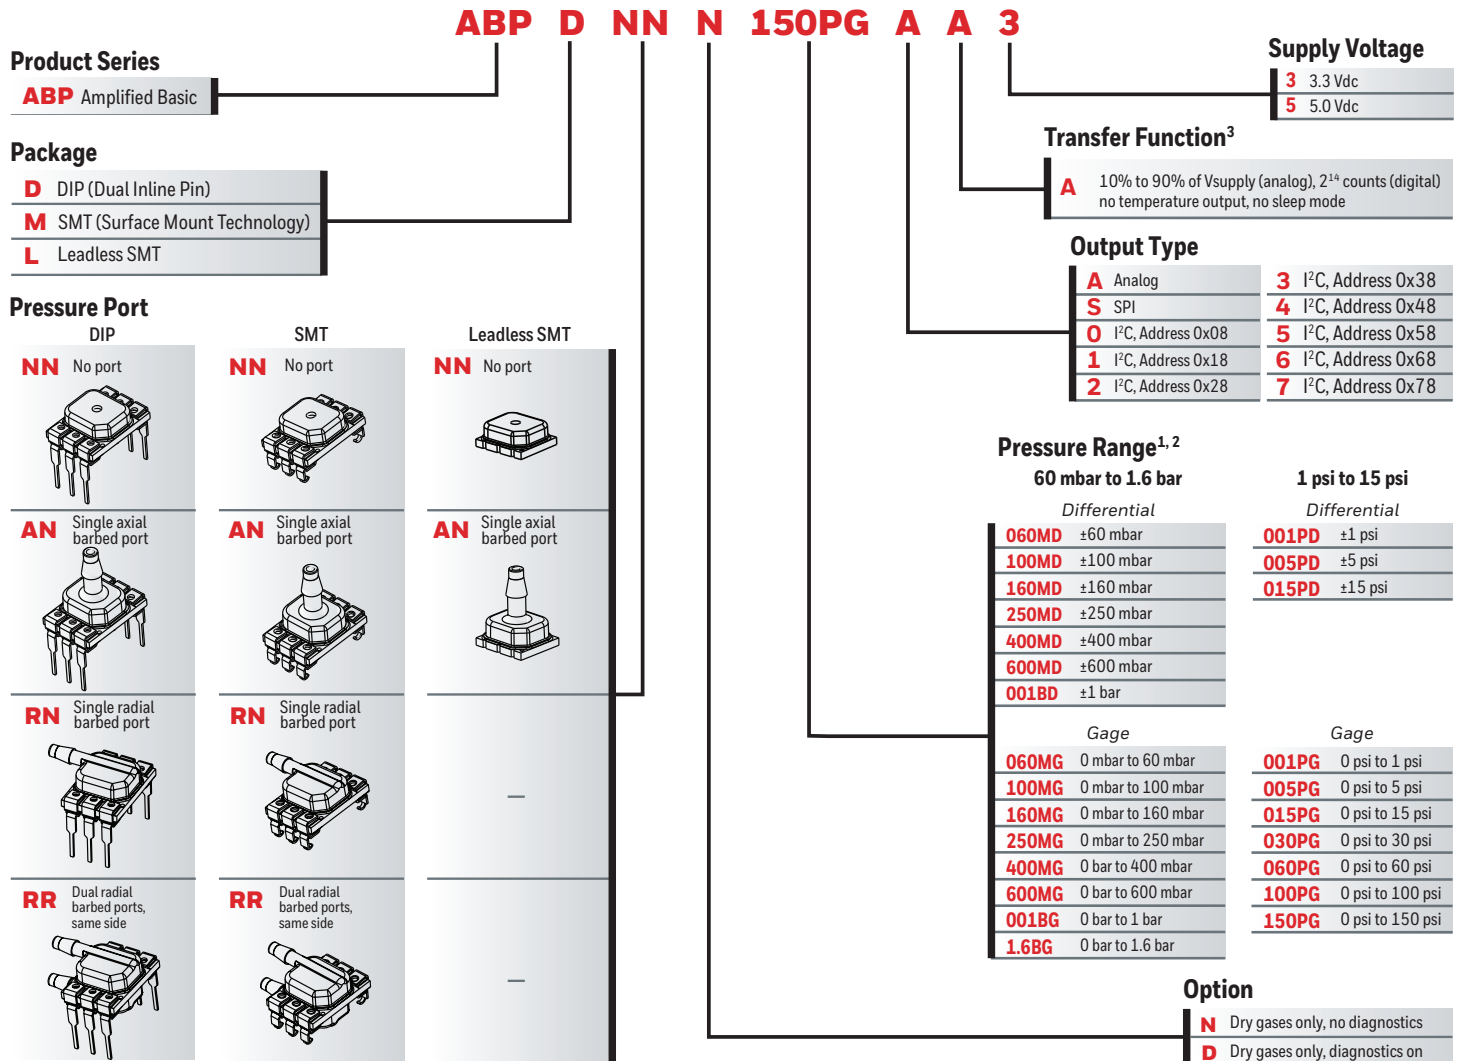 ABP D NN N 150PG A A 3
Product Series
ABP Amplified Basic
Package
D DIP (Dual Inline Pin)
M SMT (Surface Mount Technology)
L Leadless SMT
Pressure Port
DIP SMT Leadless SMT
NN No port NN No port NN No port
AN Single axial barbed port AN Single axial barbed port AN Single axial barbed port
RN Single radial barbed port RN Single radial barbed port –
RR Dual radial barbed ports, same side RR Dual radial barbed ports, same side –
Supply Voltage
3 3.3 Vdc
5 5.0 Vdc
Transfer Function³
A 10% to 90% of Vsupply (analog), 2¹⁴ counts (digital)
no temperature output, no sleep mode
Output Type
A Analog 3 I²C, Address 0x38
S SPI 4 I²C, Address 0x48
0 I²C, Address 0x08 5 I²C, Address 0x58
1 I²C, Address 0x18 6 I²C, Address 0x68
2 I²C, Address 0x28 7 I²C, Address 0x78
Pressure Range¹, ²
60 mbar to 1.6 bar 1 psi to 15 psi
Differential Differential
060MD ±60 mbar 001PD ±1 psi
100MD ±100 mbar 005PD ±5 psi
160MD ±160 mbar 015PD ±15 psi
250MD ±250 mbar
400MD ±400 mbar
600MD ±600 mbar
001BD ±1 bar
Gage Gage
060MG 0 mbar to 60 mbar 001PG 0 psi to 1 psi
100MG 0 mbar to 100 mbar 005PG 0 psi to 5 psi
160MG 0 mbar to 160 mbar 015PG 0 psi to 15 psi
250MG 0 mbar to 250 mbar 030PG 0 psi to 30 psi
400MG 0 bar to 400 mbar 060PG 0 psi to 60 psi
600MG 0 bar to 600 mbar 100PG 0 psi to 100 psi
001BG 0 bar to 1 bar 150PG 0 psi to 150 psi
1.6BG 0 bar to 1.6 bar
Option
N Dry gases only, no diagnostics
D Dry gases only, diagnostics on